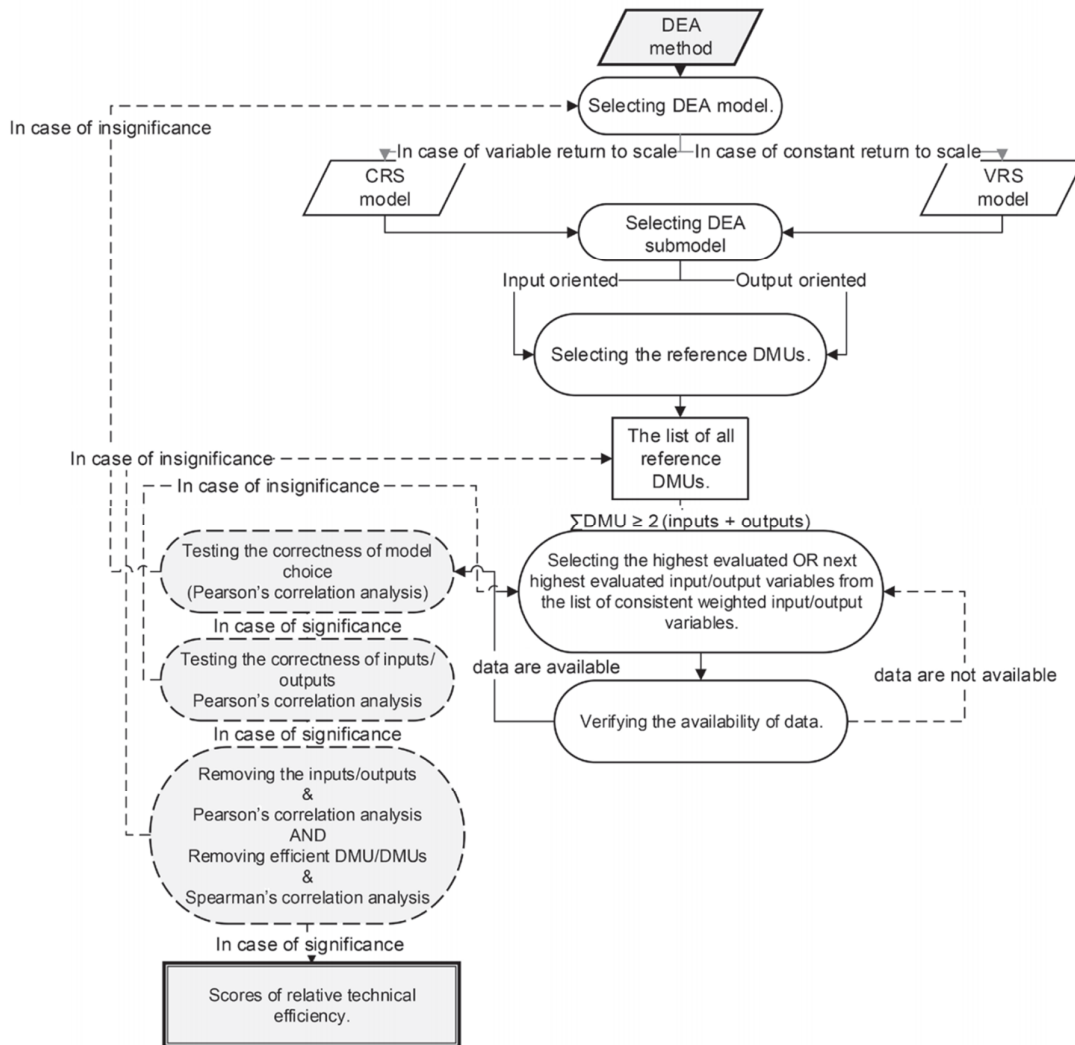 DEA
method
Selecting DEA model.
In case of insignificance
In case of variable return to scale
In case of constant return to scale
CRS
model
VRS
model
Selecting DEA
submodel
Input oriented
Output oriented
Selecting the reference DMUs.
The list of all
reference
DMUs.
In case of insignificance
In case of insignificance
∑DMU ≥ 2 (inputs + outputs)
Testing the correctness of model
choice
(Pearson's correlation analysis)
Selecting the highest evaluated OR next
highest evaluated input/output variables from
the list of consistent weighted input/output
variables.
In case of significance
Testing the correctness of inputs/
outputs
Pearson's correlation analysis
data are available
data are not available
Verifying the availability of data.
In case of significance
Removing the inputs/outputs
&
Pearson's correlation analysis
AND
Removing efficient DMU/DMUs
&
Spearman's correlation analysis
In case of significance
Scores of relative technical
efficiency.